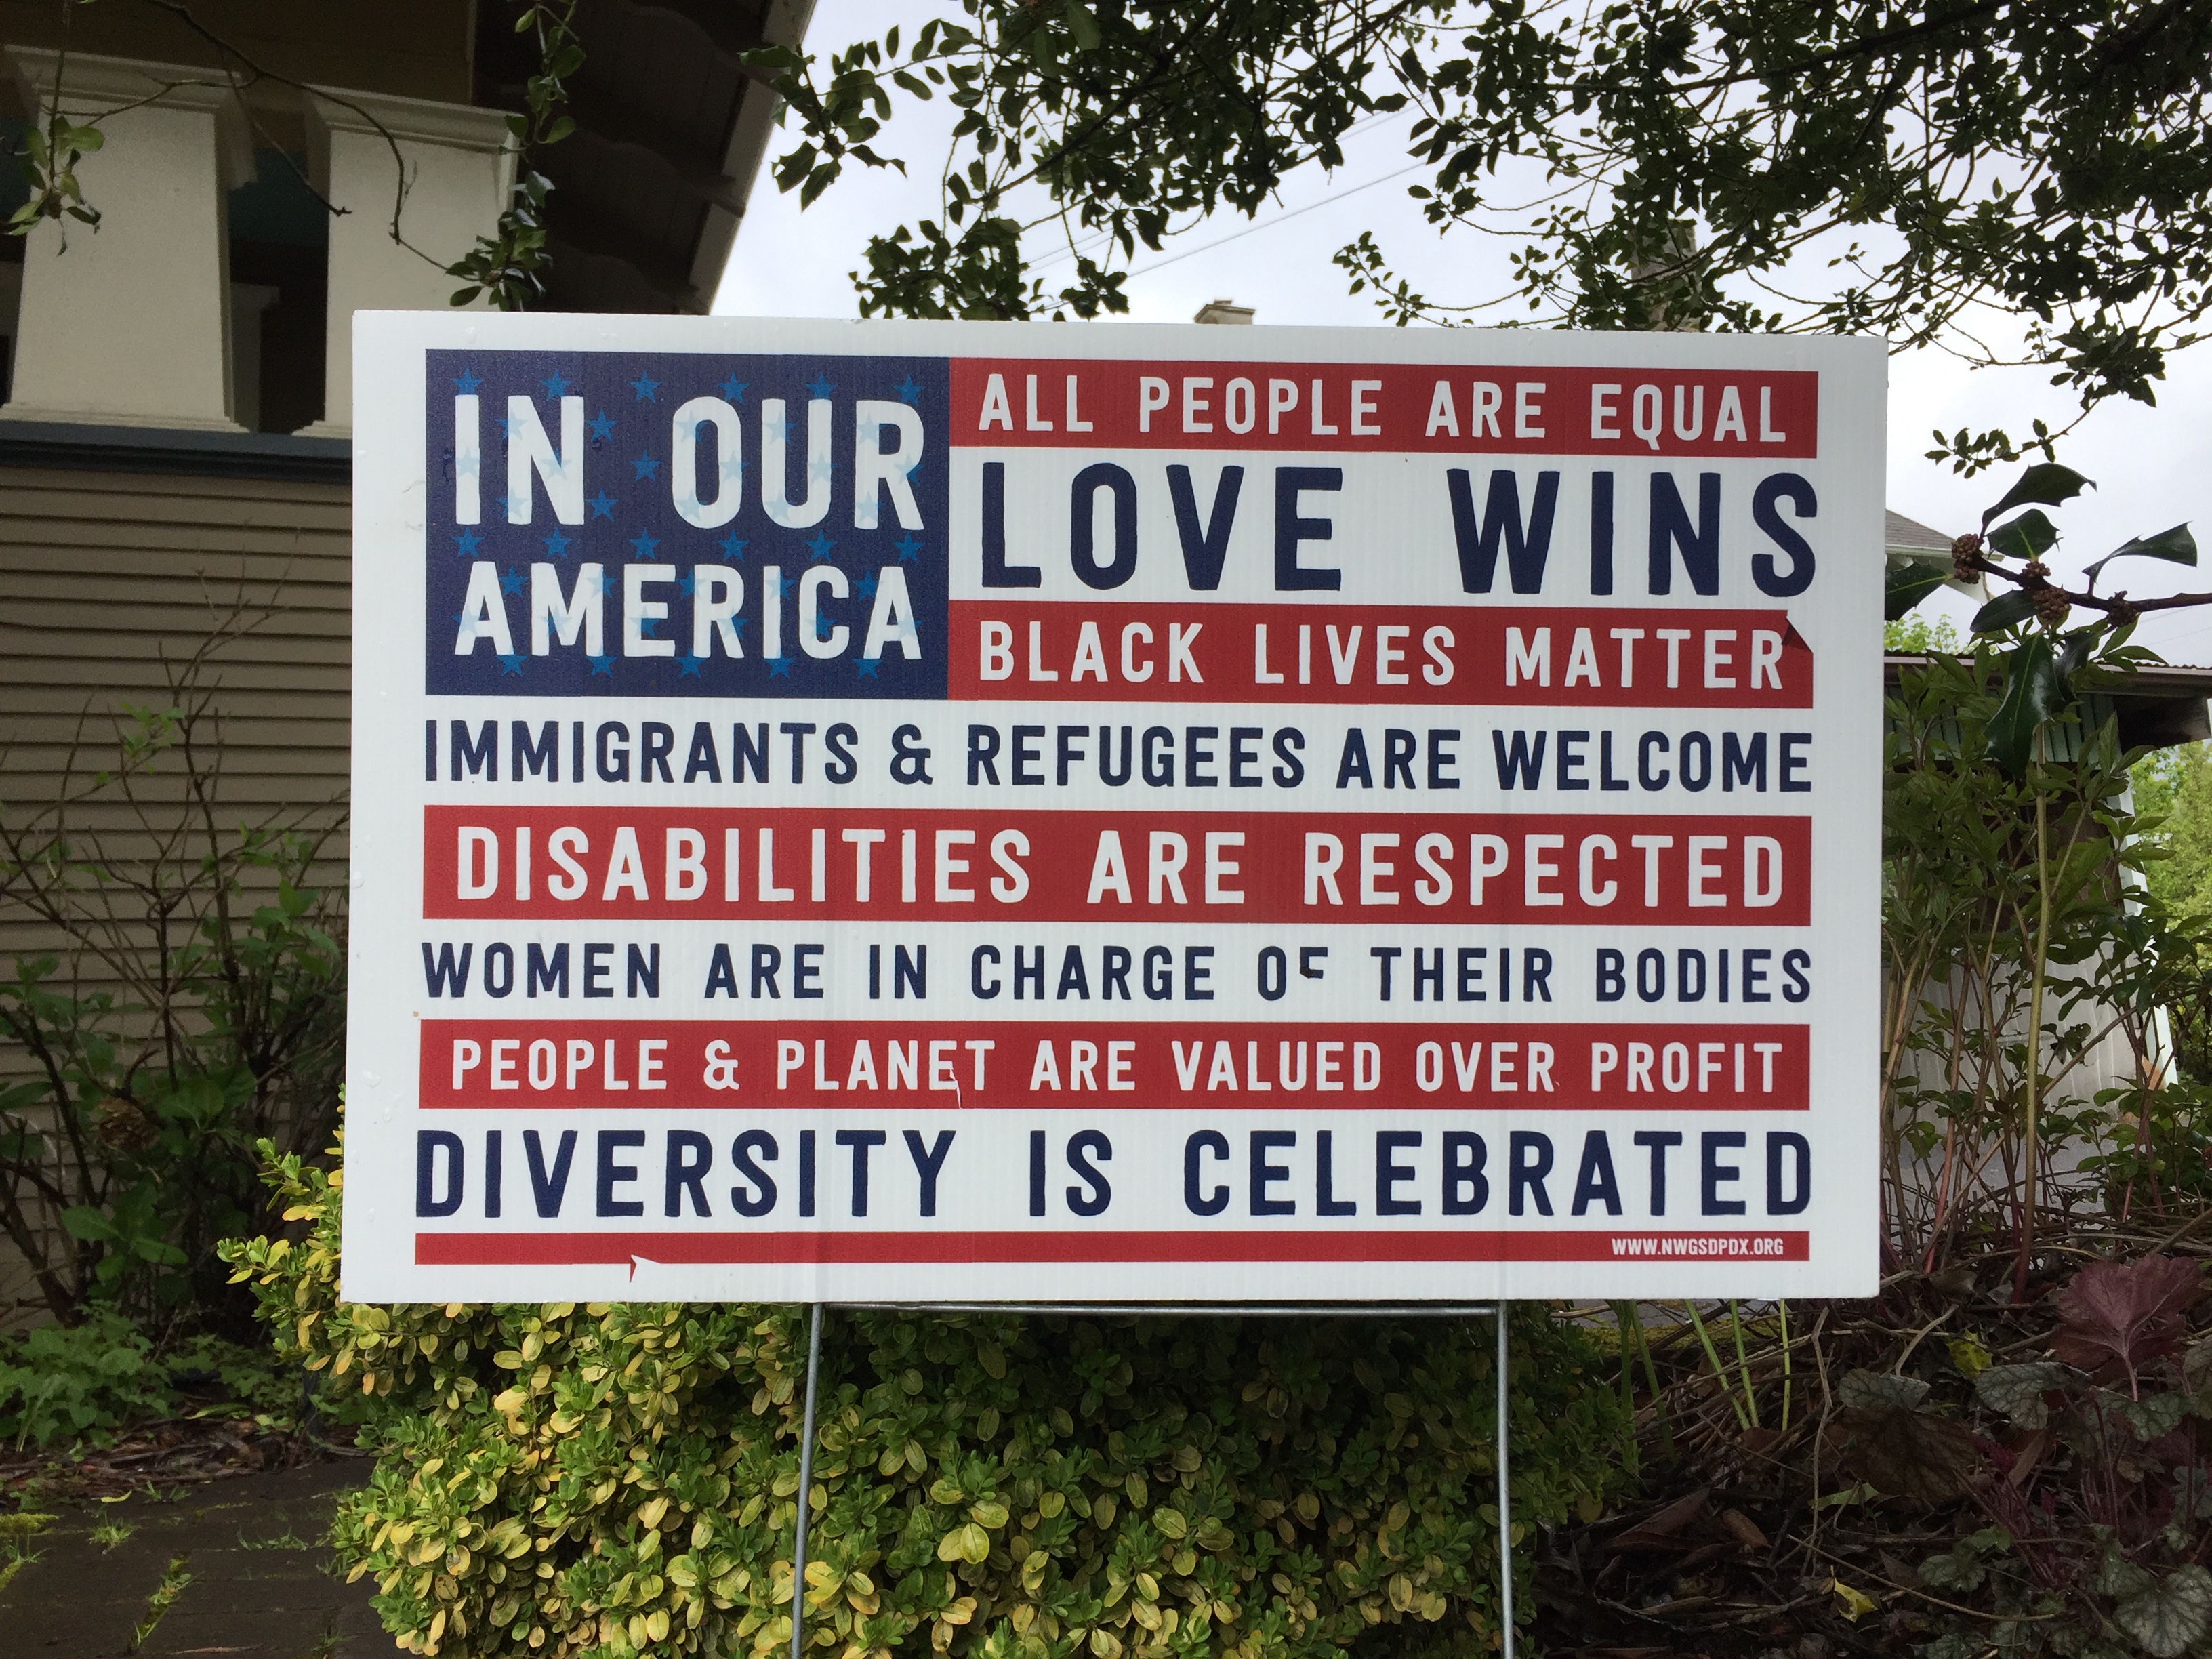 IN OUR
AMERICA
ALL PEOPLE ARE EQUAL
LOVE WINS
BLACK LIVES MATTER
IMMIGRANTS & REFUGEES ARE WELCOME
DISABILITIES ARE RESPECTED
WOMEN ARE IN CHARGE OF THEIR BODIES
PEOPLE & PLANET ARE VALUED OVER PROFIT
DIVERSITY IS CELEBRATED
WWW.NWGSDPDX.ORG